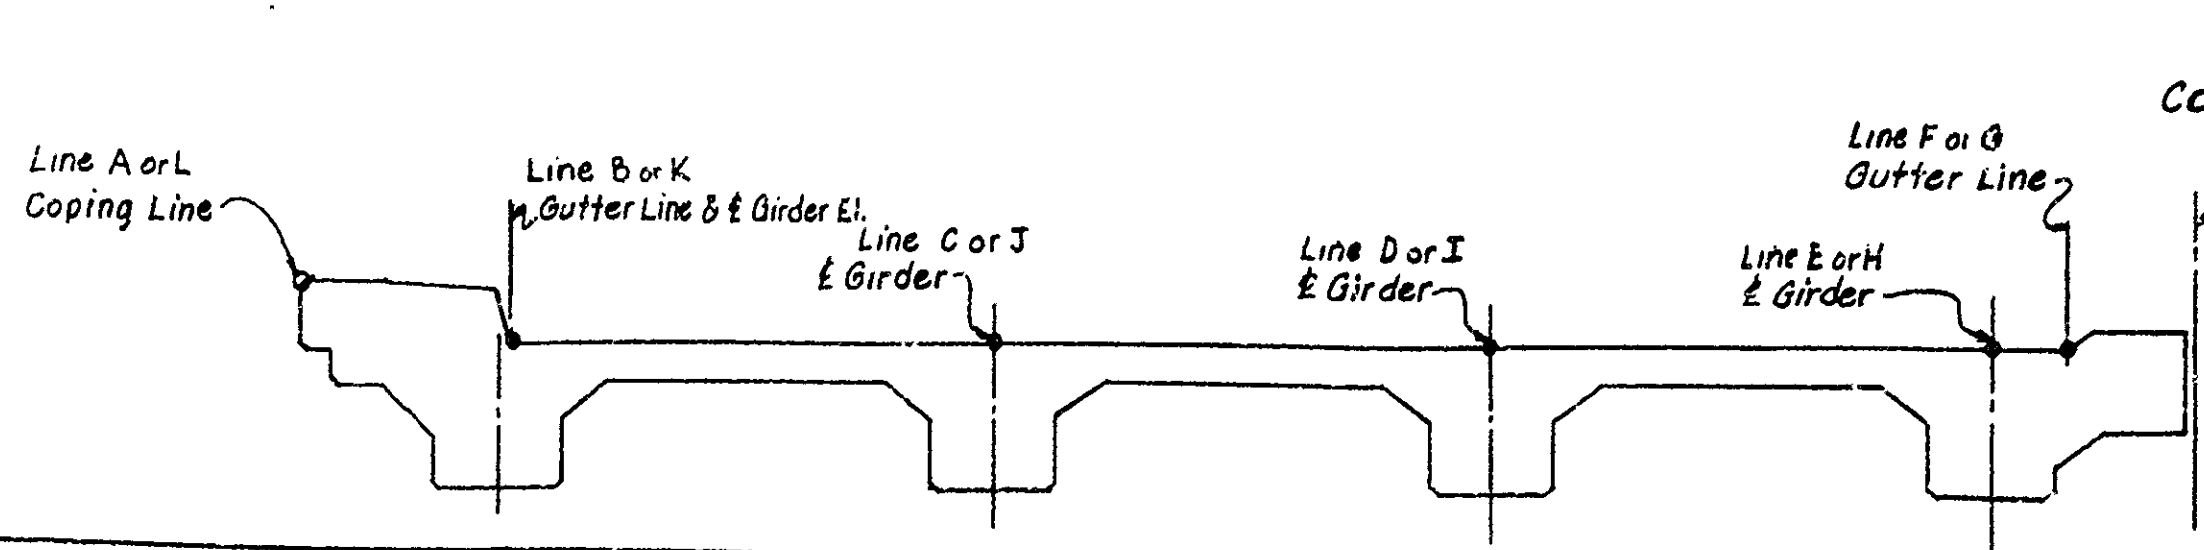 Line A or L
Coping Line
Line B or K
Gutter Line & ℄ Girder El.
Line C or J
℄ Girder
Line D or I
℄ Girder
Line E or H
℄ Girder
Line F or G
Gutter Line